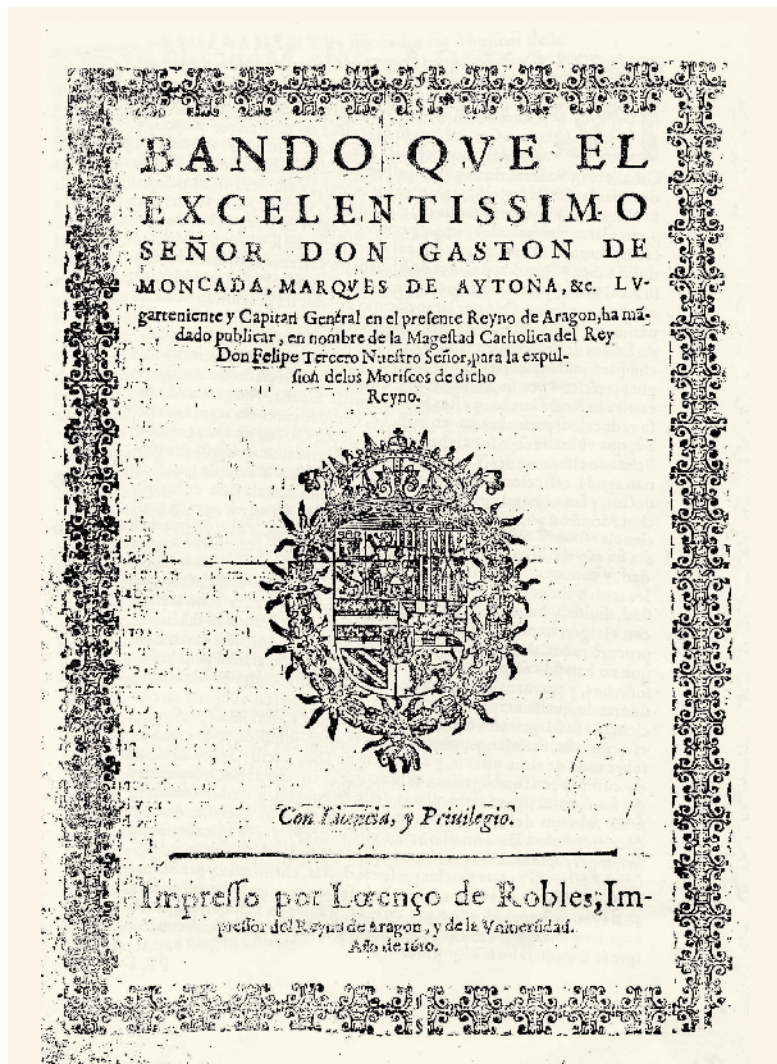 BANDO QVE EL
EXCELENTISSIMO
SEÑOR DON GASTON DE
MONCADA, MARQVES DE AYTONA, &c. LV-
garteniente y Capitan General en el presente Reyno de Aragon, ha mã-
dado publicar, en nombre de la Magestad Catholica del Rey
Don Felipe Tercero Nuestro Señor, para la expul-
sion delos Moriscos de dicho
Reyno.
Con Licencia, y Priuilegio.
Impresso por Lorenço de Robles, Im-
pressor del Reyno de Aragon, y de la Vniuersidad.
Año de 1610.